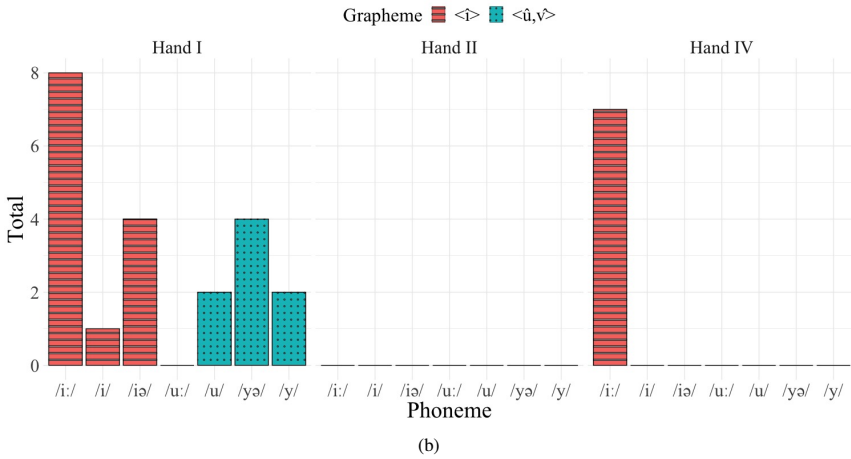 Grapheme <î> <û,v̂>
Hand I Hand II Hand IV
8
6
4
2
0
Total
/iː/ /i/ /iə/ /uː/ /u/ /yə/ /y/ /iː/ /i/ /iə/ /uː/ /u/ /yə/ /y/ /iː/ /i/ /iə/ /uː/ /u/ /yə/ /y/
Phoneme
(b)